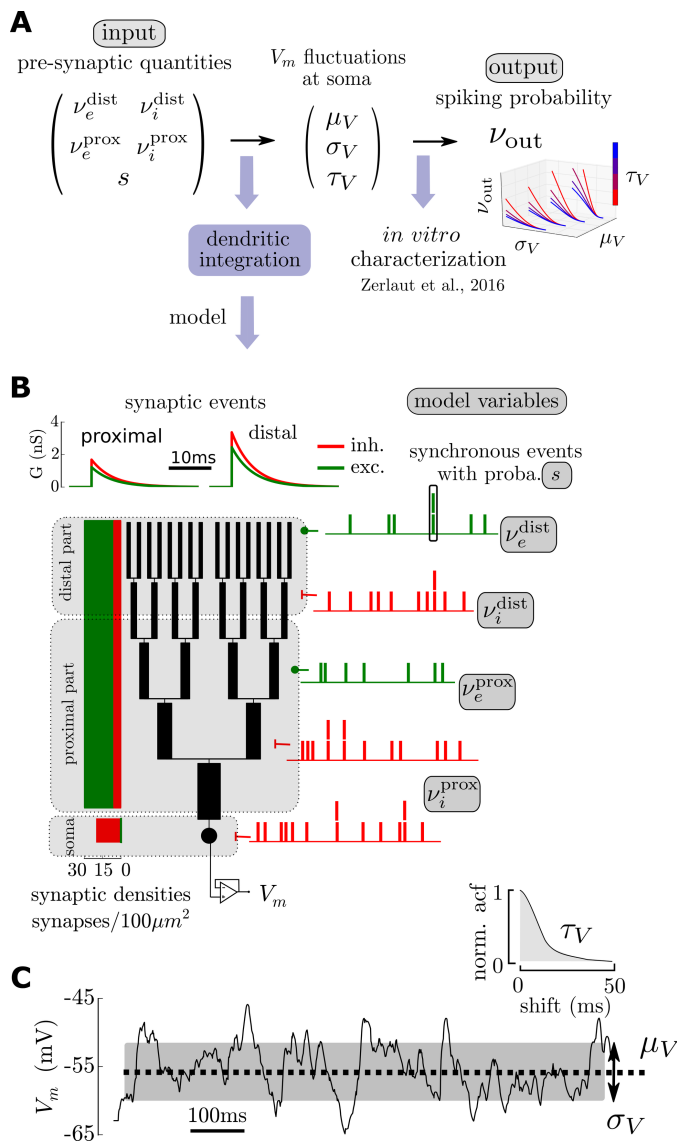 A
input
pre-synaptic quantities
ν_e^dist ν_i^dist
ν_e^prox ν_i^prox
s
V_m fluctuations
at soma
μ_V
σ_V
τ_V
output
spiking probability
ν_out
ν_out
σ_V
μ_V
τ_V
dendritic
integration
model
in vitro
characterization
Zerlaut et al., 2016
B
synaptic events
model variables
G (nS)
4
2
0
proximal
distal
10ms
inh.
exc.
synchronous events
with proba. s
distal part
proximal part
soma
ν_e^dist
ν_i^dist
ν_e^prox
ν_i^prox
30 15 0
synaptic densities
synapses/100μm²
V_m
norm. acf
1
0
τ_V
0 50
shift (ms)
C
V_m (mV)
-45
-55
-65
100ms
μ_V
σ_V